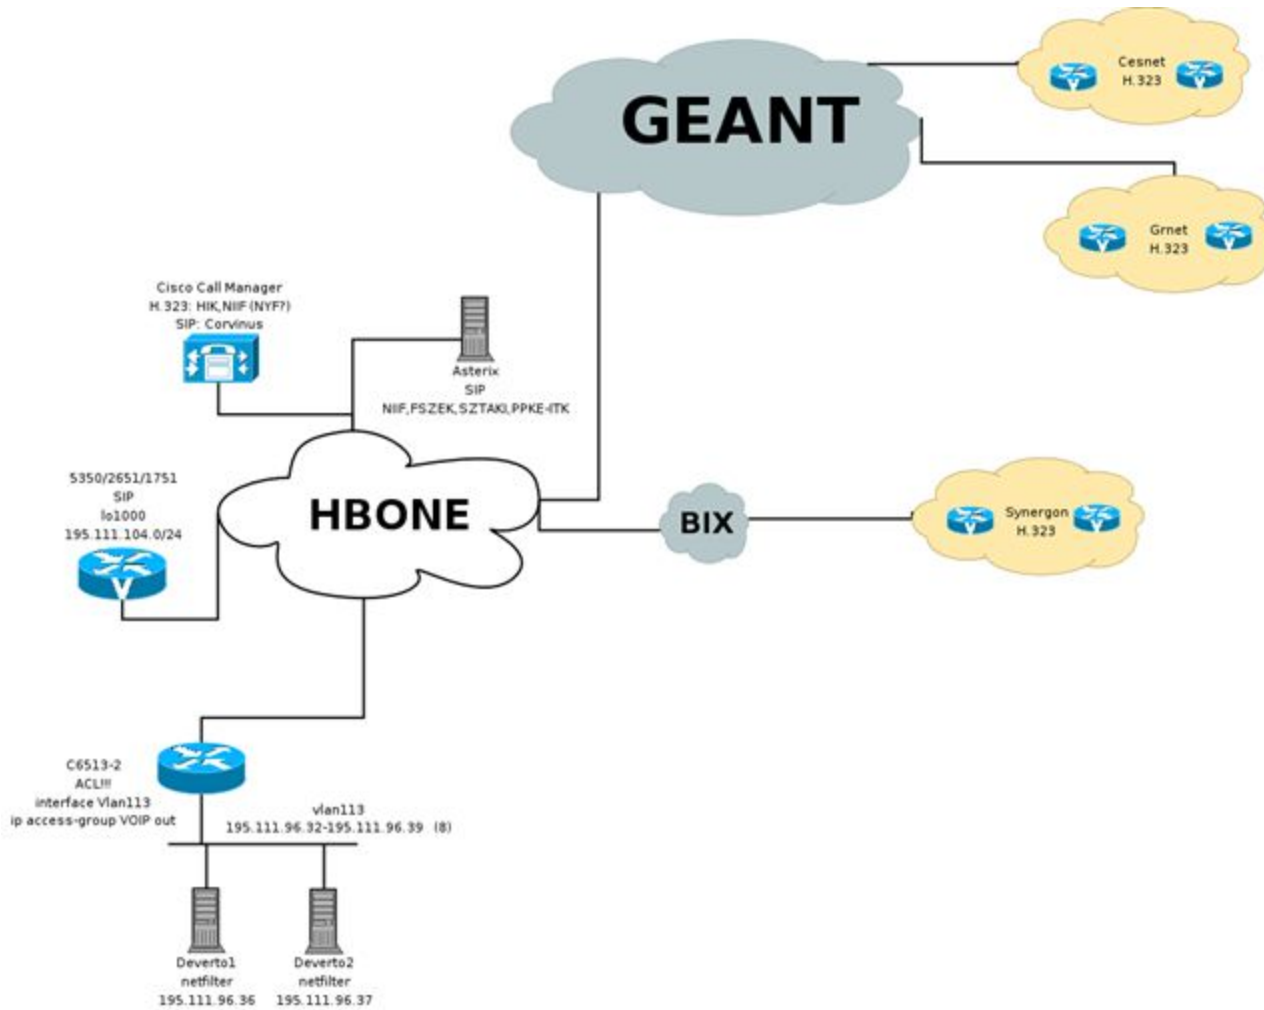 GEANT
Cesnet
H.323
Grnet
H.323
Cisco Call Manager
H.323: HIK,NIIF (NYF?)
SIP: Corvinus
Asterix
SIP
NIIF,FSZEK,SZTAKI,PPKE-ITK
5350/2651/1751
SIP
lo1000
195.111.104.0/24
HBONE
BIX
Synergon
H.323
C6513-2
ACL!!!
interface Vlan113
ip access-group VOIP out
vlan113
195.111.96.32-195.111.96.39 (8)
Deverto1
netfilter
195.111.96.36
Deverto2
netfilter
195.111.96.37